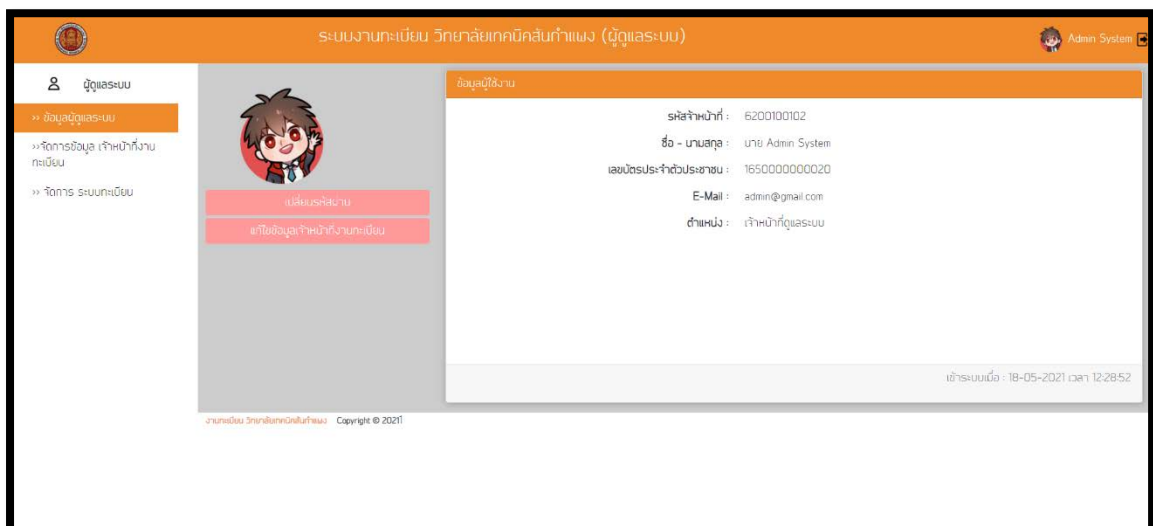 ระบบงานทะเบียน วิทยาลัยเทคนิคสันกำแพง (ผู้ดูแลระบบ)
Admin System
ผู้ดูแลระบบ
>> ข้อมูลผู้ดูแลระบบ
>>จัดการข้อมูล เจ้าหน้าที่งาน
ทะเบียน
>> จัดการ ระบบทะเบียน
เปลี่ยนรหัสผ่าน
แก้ไขข้อมูลเจ้าหน้าที่งานทะเบียน
ข้อมูลผู้ใช้งาน
รหัสจ้าหน้าที่ : 6200100102
ชื่อ - นามสกุล : นาย Admin System
เลขบัตรประจำตัวประชาชน : 1650000000020
E-Mail : admin@gmail.com
ตำแหน่ง : เจ้าหน้าที่ดูแลระบบ
เข้าระบบเมื่อ : 18-05-2021 เวลา 12:28:52
งานทะเบียน วิทยาลัยเทคนิคสันกำแพง Copyright © 2021